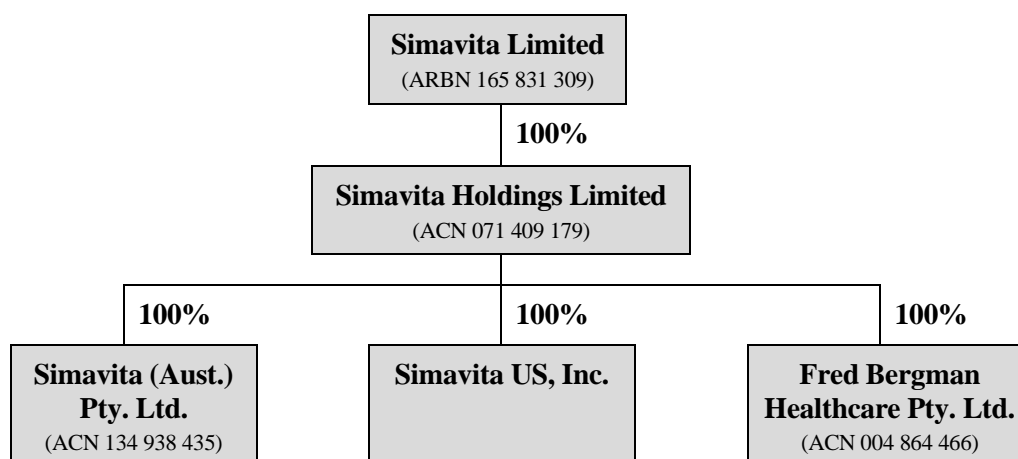 Simavita Limited
(ARBN 165 831 309)
100%
Simavita Holdings Limited
(ACN 071 409 179)
100%
100%
100%
Simavita (Aust.)
Pty. Ltd.
(ACN 134 938 435)
Simavita US, Inc.
Fred Bergman
Healthcare Pty. Ltd.
(ACN 004 864 466)